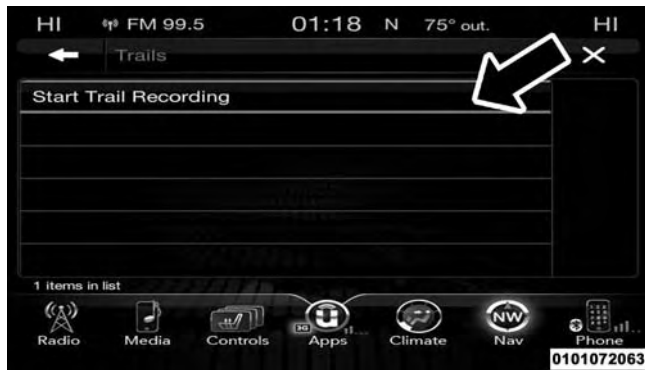 HI FM 99.5 01:18 N 75° out. HI
Trails
Start Trail Recording
1 items in list
3G NW
Radio Media Controls Apps Climate Nav Phone
0101072063